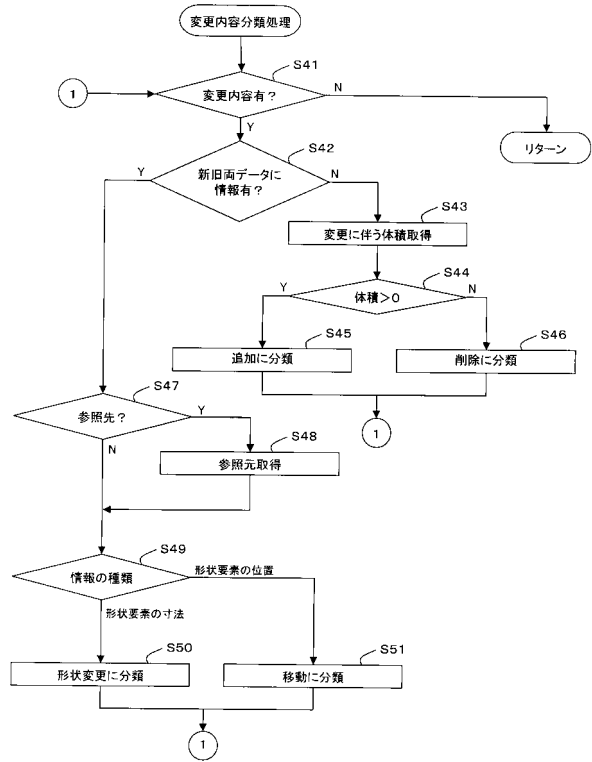 変更内容分類処理
S41
1
変更内容有?
N
Y
リターン
S42
新旧両データに
情報有?
Y
N
S43
変更に伴う体積取得
S44
体積>0
Y
N
S45
追加に分類
S46
削除に分類
1
S47
参照先?
Y
N
S48
参照元取得
S49
情報の種類
形状要素の位置
形状要素の寸法
S50
形状変更に分類
S51
移動に分類
1